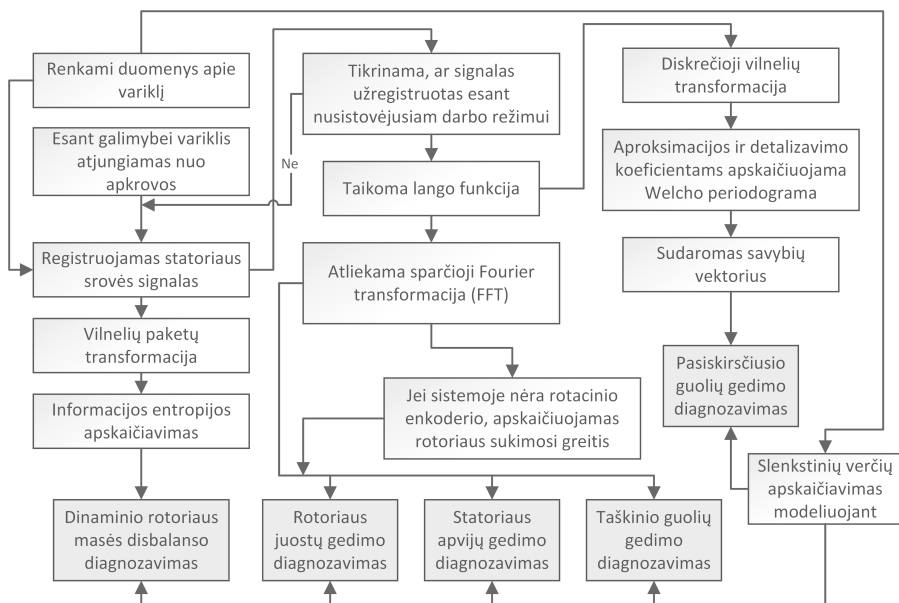 Renkami duomenys apie
variklį
Esant galimybei variklis
atjungiamas nuo
apkrovos
Registruojamas statoriaus
srovės signalas
Vilnelių paketų
transformacija
Informacijos entropijos
apskaičiavimas
Dinaminio rotoriaus
masės disbalanso
diagnozavimas
Tikrinama, ar signalas
užregistruotas esant
nusistovėjusiam darbo režimui
Ne
Taikoma lango funkcija
Atliekama sparčioji Fourier
transformacija (FFT)
Jei sistemoje nėra rotacinio
enkoderio, apskaičiuojamas
rotoriaus sukimosi greitis
Rotoriaus
juostų gedimo
diagnozavimas
Statoriaus
apvijų gedimo
diagnozavimas
Taškinio guolių
gedimo
diagnozavimas
Diskrečioji vilnelių
transformacija
Aproksimacijos ir detalizavimo
koeficientams apskaičiuojama
Welcho periodograma
Sudaromas savybių
vektorius
Pasiskirsčiusio
guolių gedimo
diagnozavimas
Slenkstinių verčių
apskaičiavimas
modeliuojant